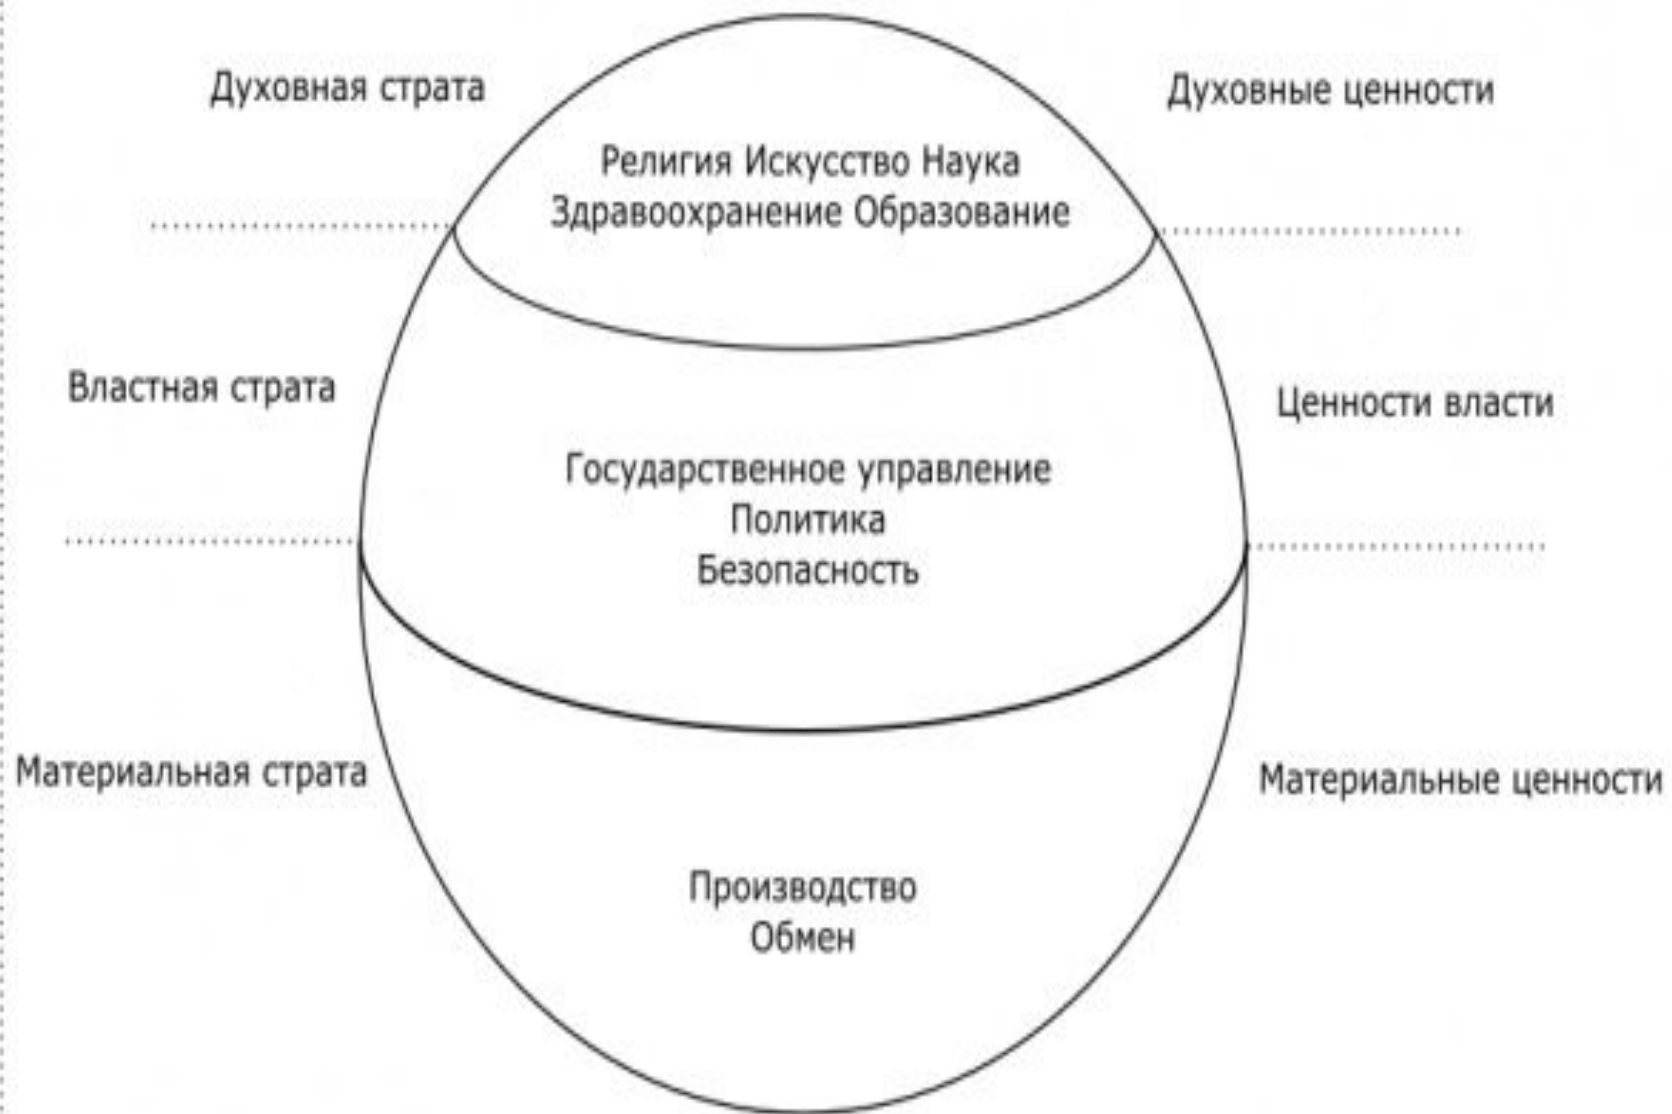 Духовная страта
Духовные ценности
Религия Искусство Наука
Здравоохранение Образование
Властная страта
Ценности власти
Государственное управление
Политика
Безопасность
Материальная страта
Материальные ценности
Производство
Обмен